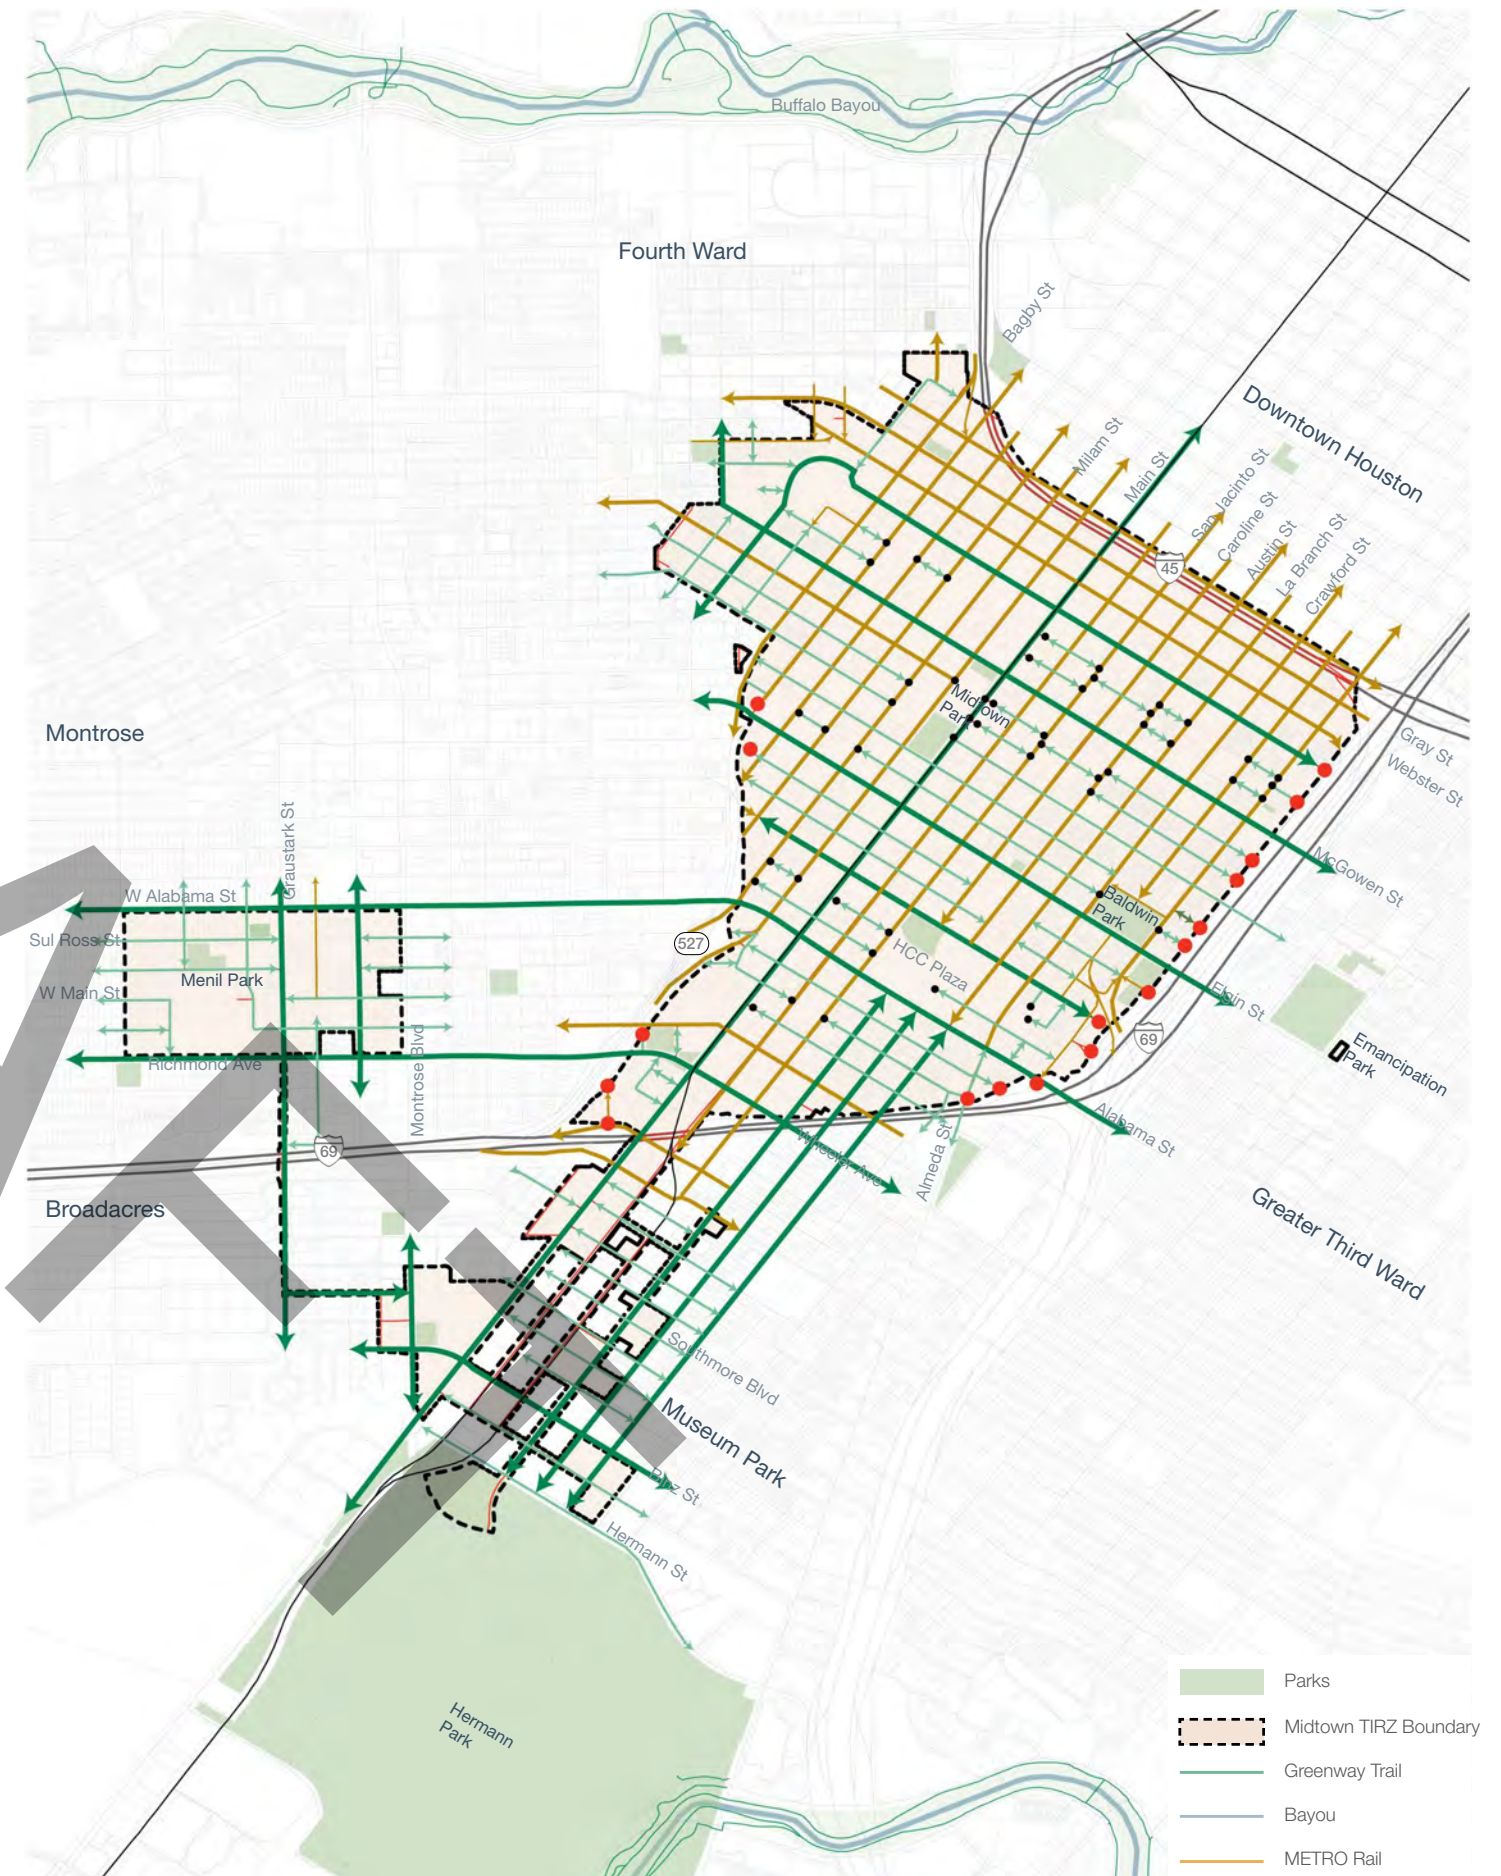 Buffalo Bayou
Fourth Ward
Bagby St
Downtown Houston
Milam St
Main St
San Jacinto St
Caroline St
Austin St
La Branch St
Crawford St
45
Midtown
Park
Montrose
Gray St
Webster St
McGowen St
Graustark St
W Alabama St
Baldwin
Park
Sul Ross St
527
HCC Plaza
Menil Park
W Main St
Elgin St
69
Emancipation
Park
Richmond Ave
Montrose Blvd
Alabama St
Wheeler Ave
Almeda St
69
Broadacres
Greater Third Ward
Southmore Blvd
Museum Park
Binz St
Hermann St
Hermann
Park
Parks
Midtown TIRZ Boundary
Greenway Trail
Bayou
METRO Rail